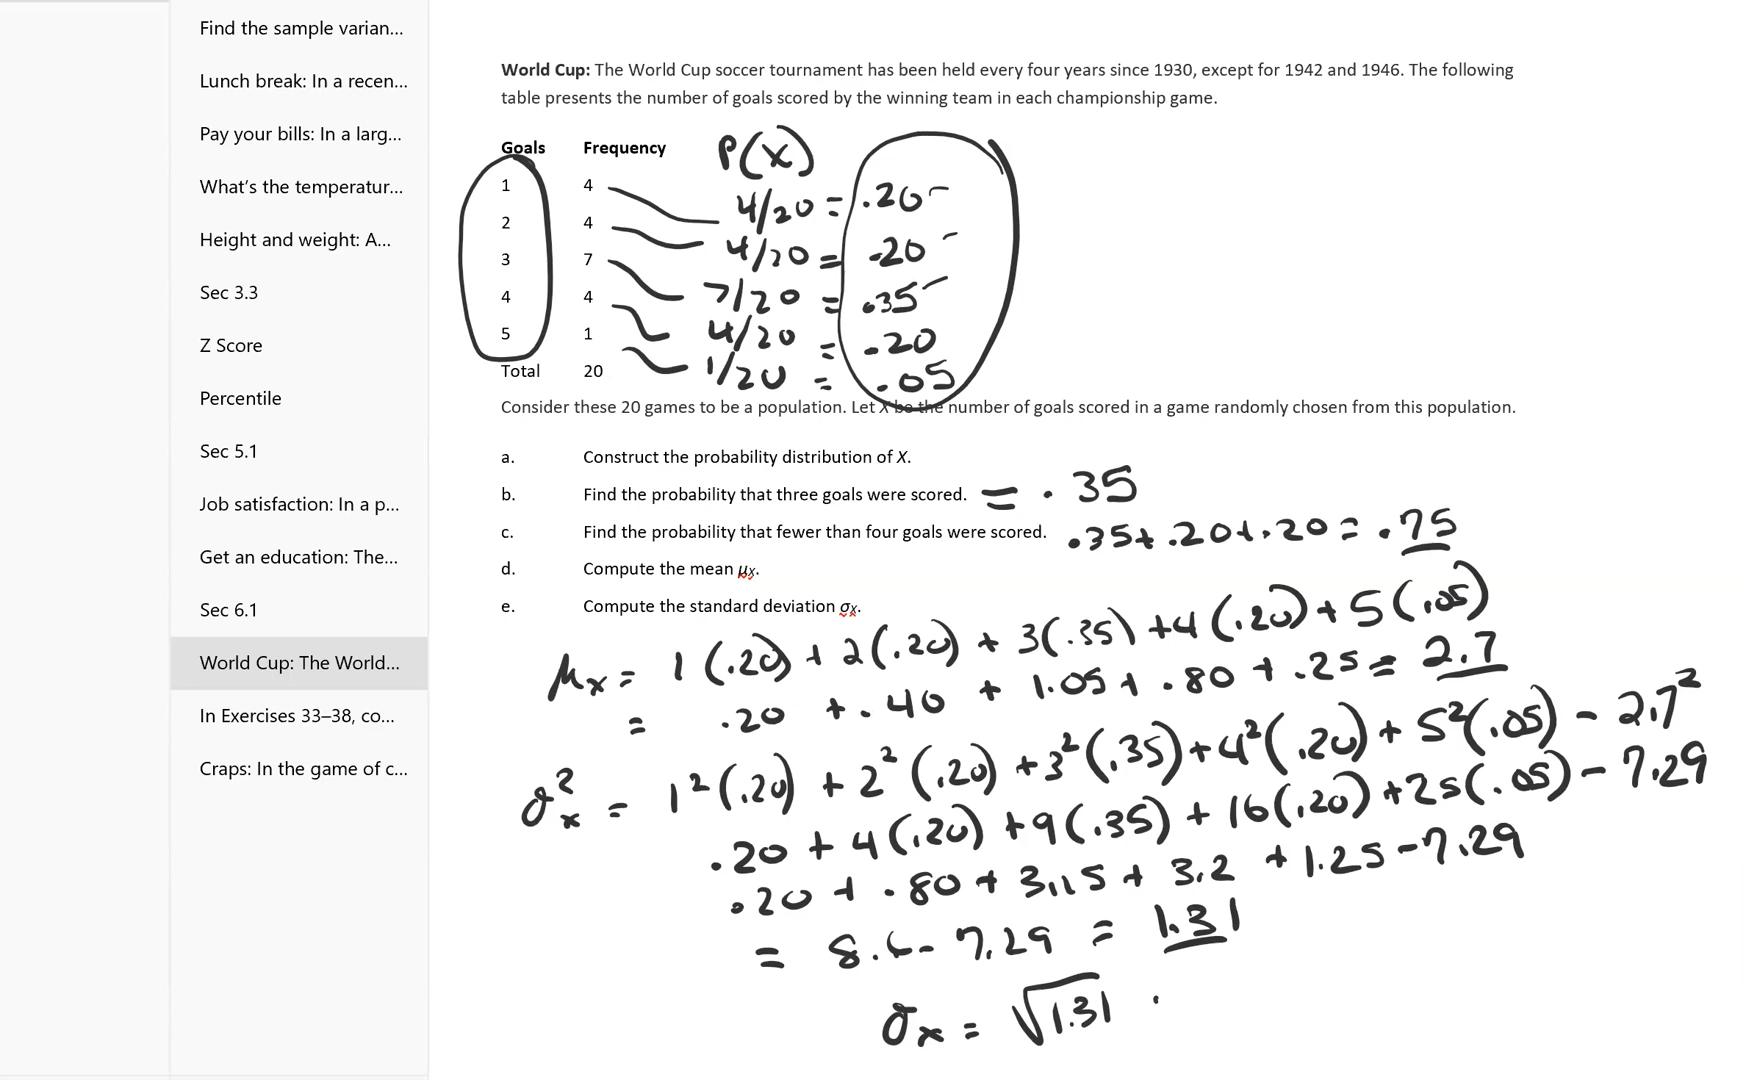 Find the sample varian...
Lunch break: In a recen...
Pay your bills: In a larg...
What's the temperatur...
Height and weight: A...
Sec 3.3
Z Score
Percentile
Sec 5.1
Job satisfaction: In a p...
Get an education: The...
Sec 6.1
World Cup: The World...
In Exercises 33–38, co...
Craps: In the game of c...
World Cup: The World Cup soccer tournament has been held every four years since 1930, except for 1942 and 1946. The following
table presents the number of goals scored by the winning team in each championship game.
Goals Frequency P(x)
1 4 4/20 = .20
2 4 4/20 = .20
3 7 7/20 = .35
4 4 4/20 = .20
5 1 1/20 = .05
Total 20
Consider these 20 games to be a population. Let X be the number of goals scored in a game randomly chosen from this population.
a. Construct the probability distribution of X.
b. Find the probability that three goals were scored. = .35
c. Find the probability that fewer than four goals were scored. .35+.20+.20 = .75
d. Compute the mean μX.
e. Compute the standard deviation σX.
μx = 1(.20) + 2(.20) + 3(.35) + 4(.20) + 5(.05)
= .20 + .40 + 1.05 + .80 + .25 = 2.7
σx² = 1²(.20) + 2²(.20) + 3²(.35) + 4²(.20) + 5²(.05) - 2.7²
.20 + 4(.20) + 9(.35) + 16(.20) + 25(.05) - 7.29
.20 + .80 + 3.15 + 3.2 + 1.25 - 7.29
= 8.6 - 7.29 = 1.31
σx = √1.31